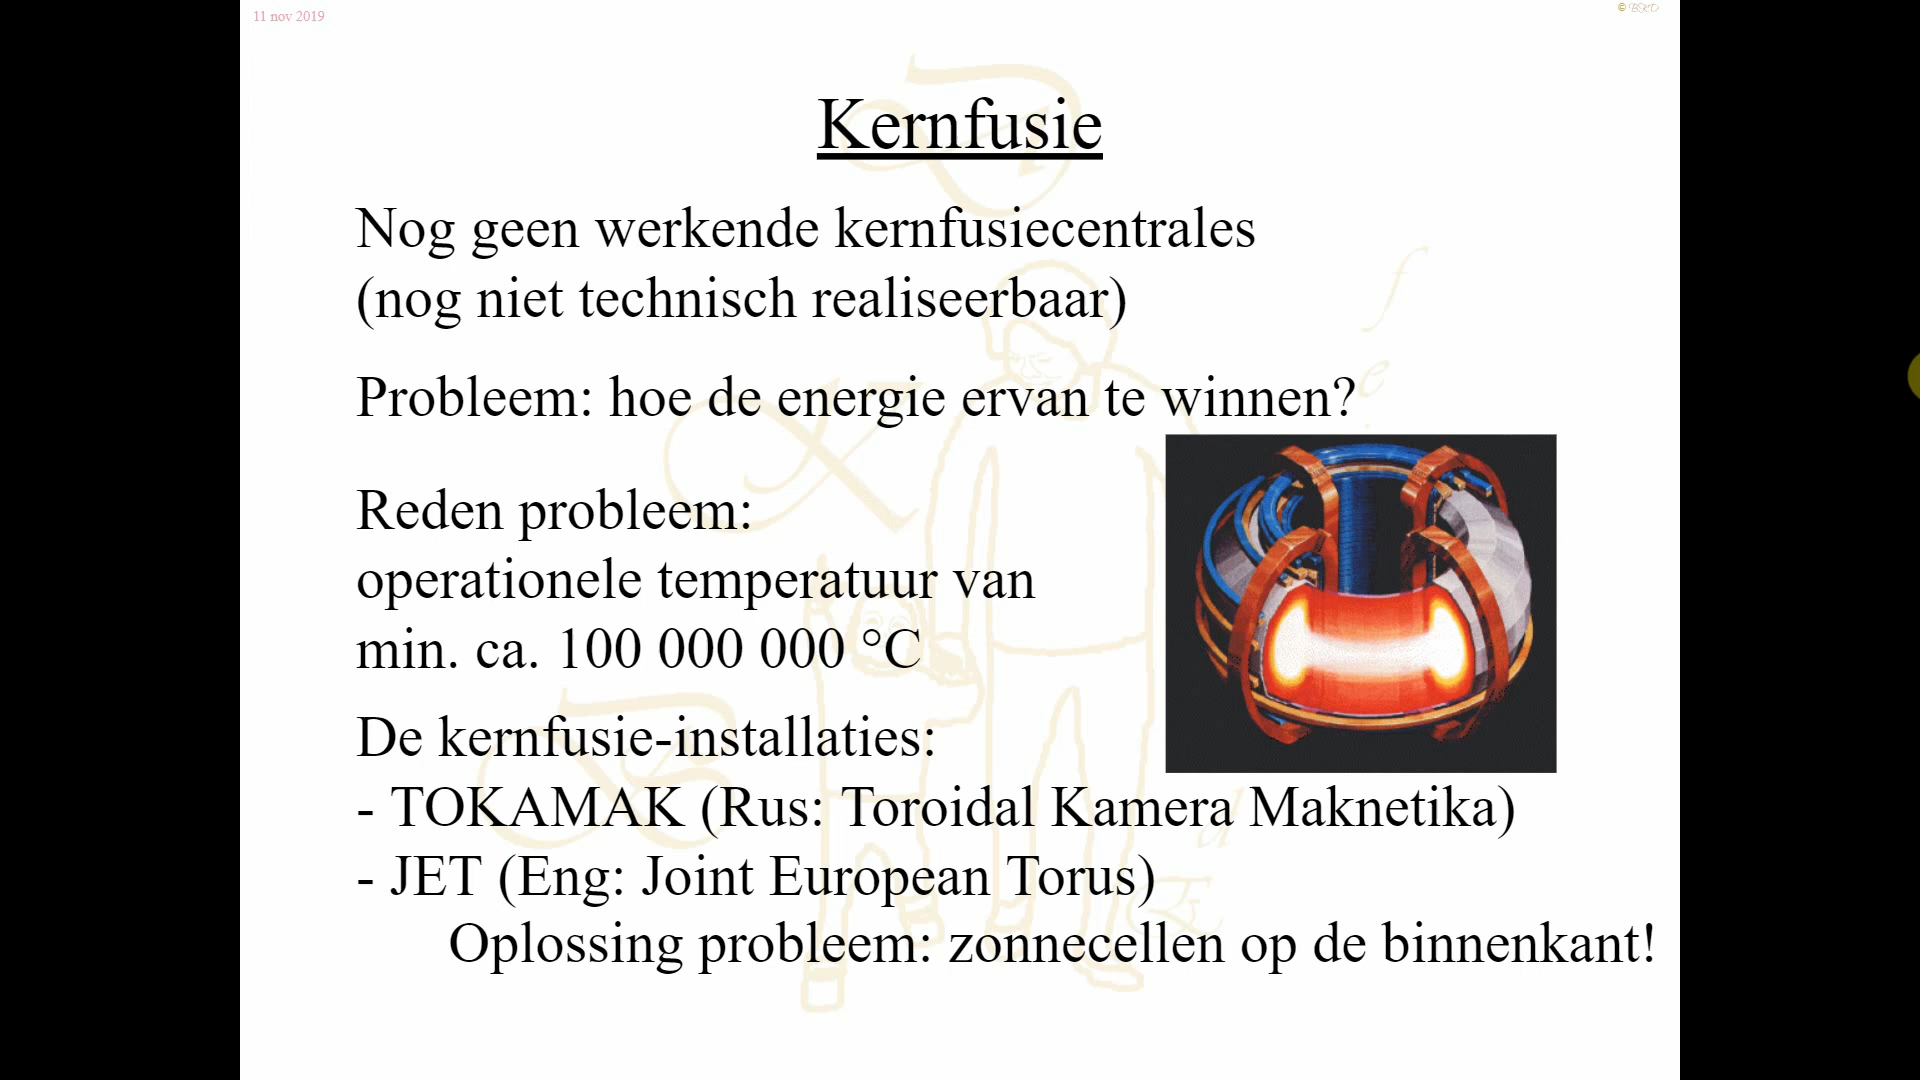 11 nov 2019
Kernfusie
Nog geen werkende kernfusiecentrales
(nog niet technisch realiseerbaar)
Probleem: hoe de energie ervan te winnen?
Reden probleem:
operationele temperatuur van
min. ca. 100 000 000 °C
De kernfusie-installaties:
- TOKAMAK (Rus: Toroidal Kamera Maknetika)
- JET (Eng: Joint European Torus)
Oplossing probleem: zonnecellen op de binnenkant!